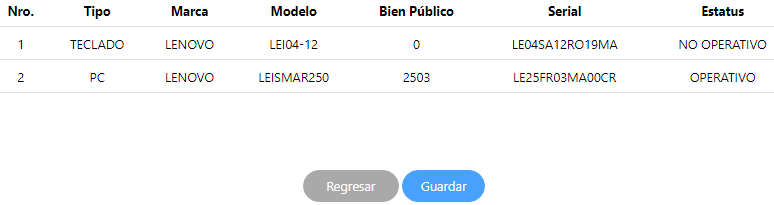 Nro. Tipo Marca Modelo Bien Público Serial Estatus
1 TECLADO LENOVO LEI04-12 0 LE04SA12RO19MA NO OPERATIVO
2 PC LENOVO LEISMAR250 2503 LE25FR03MA00CR OPERATIVO
Regresar Guardar